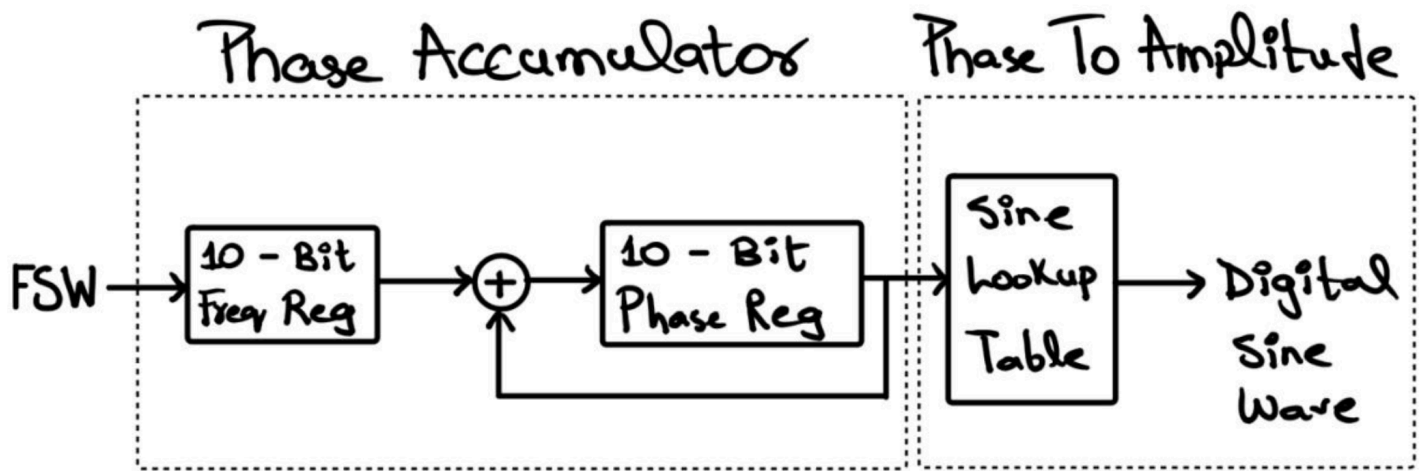 Phase Accumulator
Phase To Amplitude
FSW
10 - Bit
Freq Reg
+
10 - Bit
Phase Reg
Sine
Lookup
Table
Digital
Sine
Wave